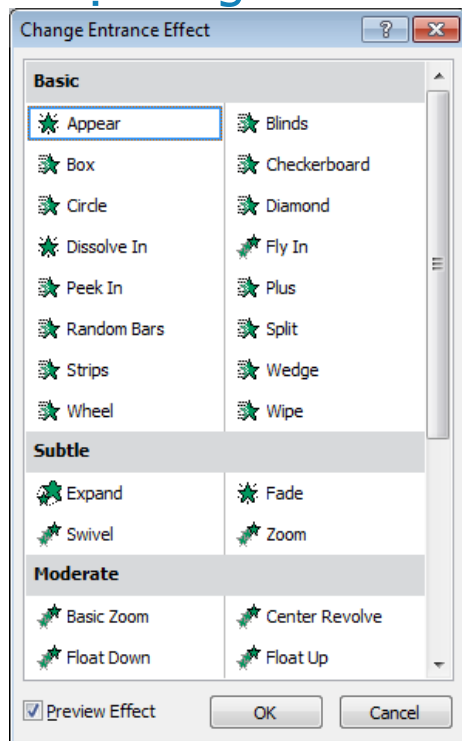 Change Entrance Effect
Basic
Appear Blinds
Box Checkerboard
Circle Diamond
Dissolve In Fly In
Peek In Plus
Random Bars Split
Strips Wedge
Wheel Wipe
Subtle
Expand Fade
Swivel Zoom
Moderate
Basic Zoom Center Revolve
Float Down Float Up
Preview Effect OK Cancel